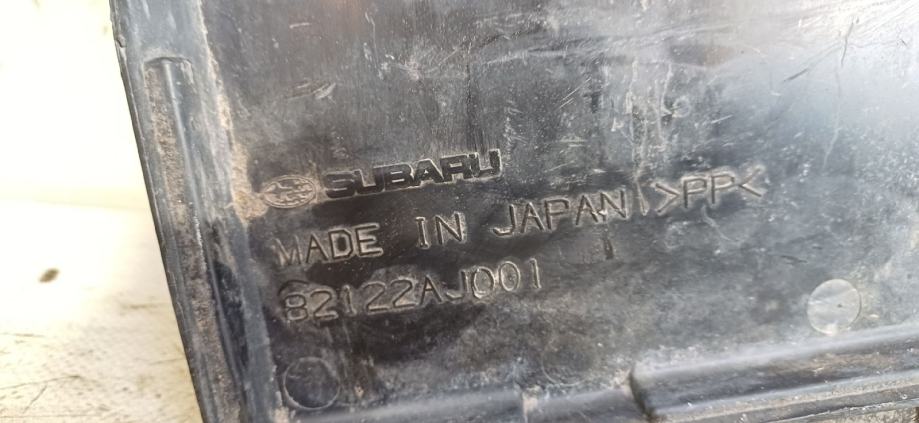 SUBARU
MADE IN JAPAN >PP<
82122AJ001